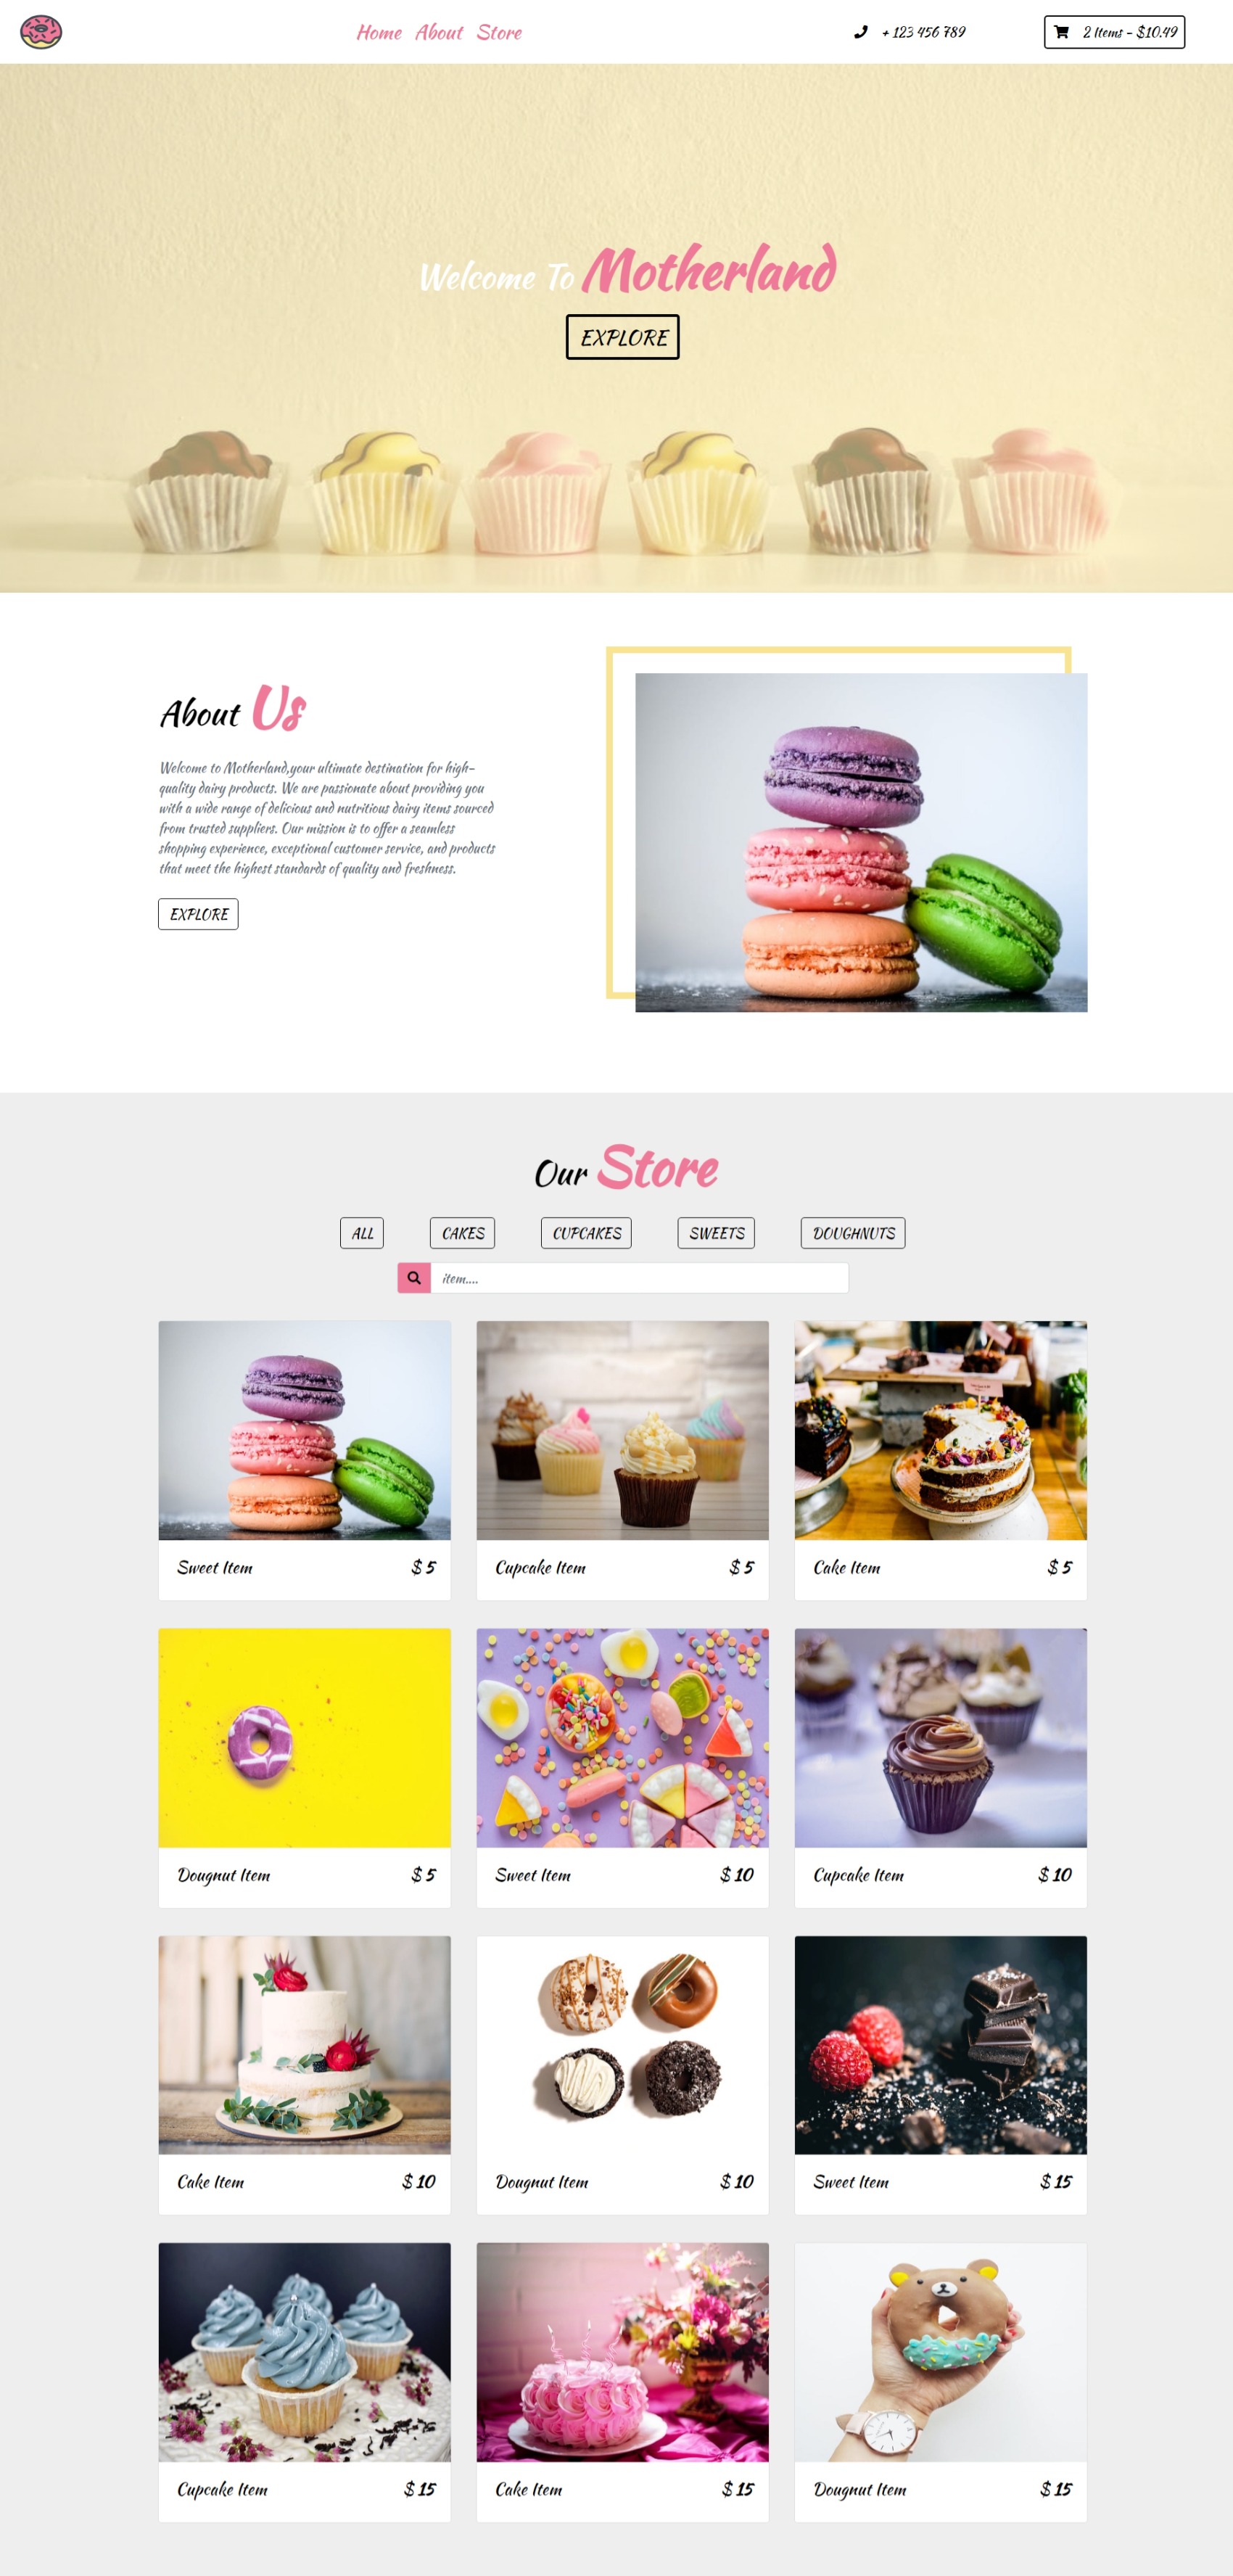 Home About Store
+ 123 456 789
2 Items - $10.49
Welcome To Motherland
EXPLORE
About Us
Welcome to Motherland,your ultimate destination for high-
quality dairy products. We are passionate about providing you
with a wide range of delicious and nutritious dairy items sourced
from trusted suppliers. Our mission is to offer a seamless
shopping experience, exceptional customer service, and products
that meet the highest standards of quality and freshness.
EXPLORE
Our Store
ALL CAKES CUPCAKES SWEETS DOUGHNUTS
item....
Sweet Item $ 5
Cupcake Item $ 5
Cake Item $ 5
Dougnut Item $ 5
Sweet Item $ 10
Cupcake Item $ 10
Cake Item $ 10
Dougnut Item $ 10
Sweet Item $ 15
Cupcake Item $ 15
Cake Item $ 15
Dougnut Item $ 15